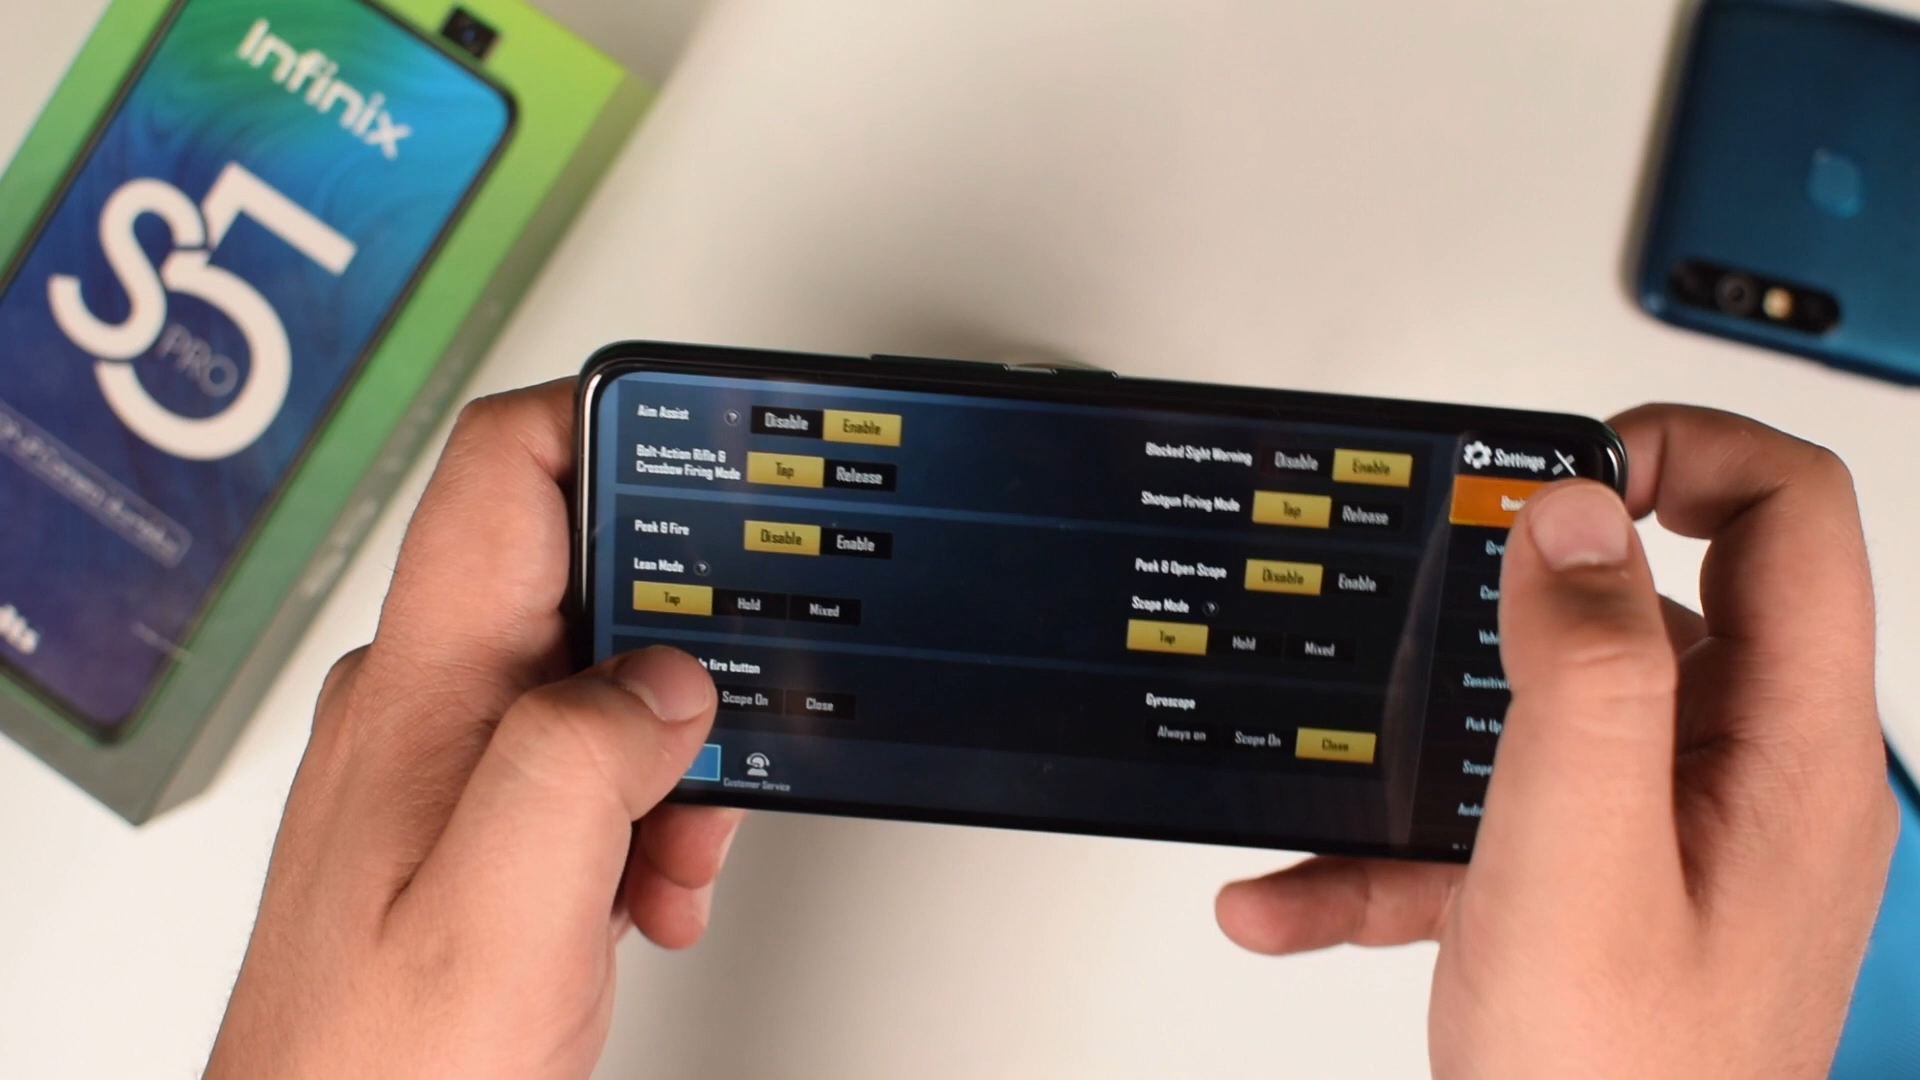 Infinix
S5
PRO
Aim Assist ? Disable Enable
Bolt-Action Rifle &
Crossbow Firing Mode Tap Release
Peek & Fire Disable Enable
Lean Mode ?
Tap Hold Mixed
fire button
Scope On Close
Customer Service
Blocked Sight Warning Disable Enable
Shotgun Firing Mode Tap Release
Peek & Open Scope Disable Enable
Scope Mode ?
Tap Hold Mixed
Gyroscope
Always on Scope On Close
Settings
Pick Up
Scope